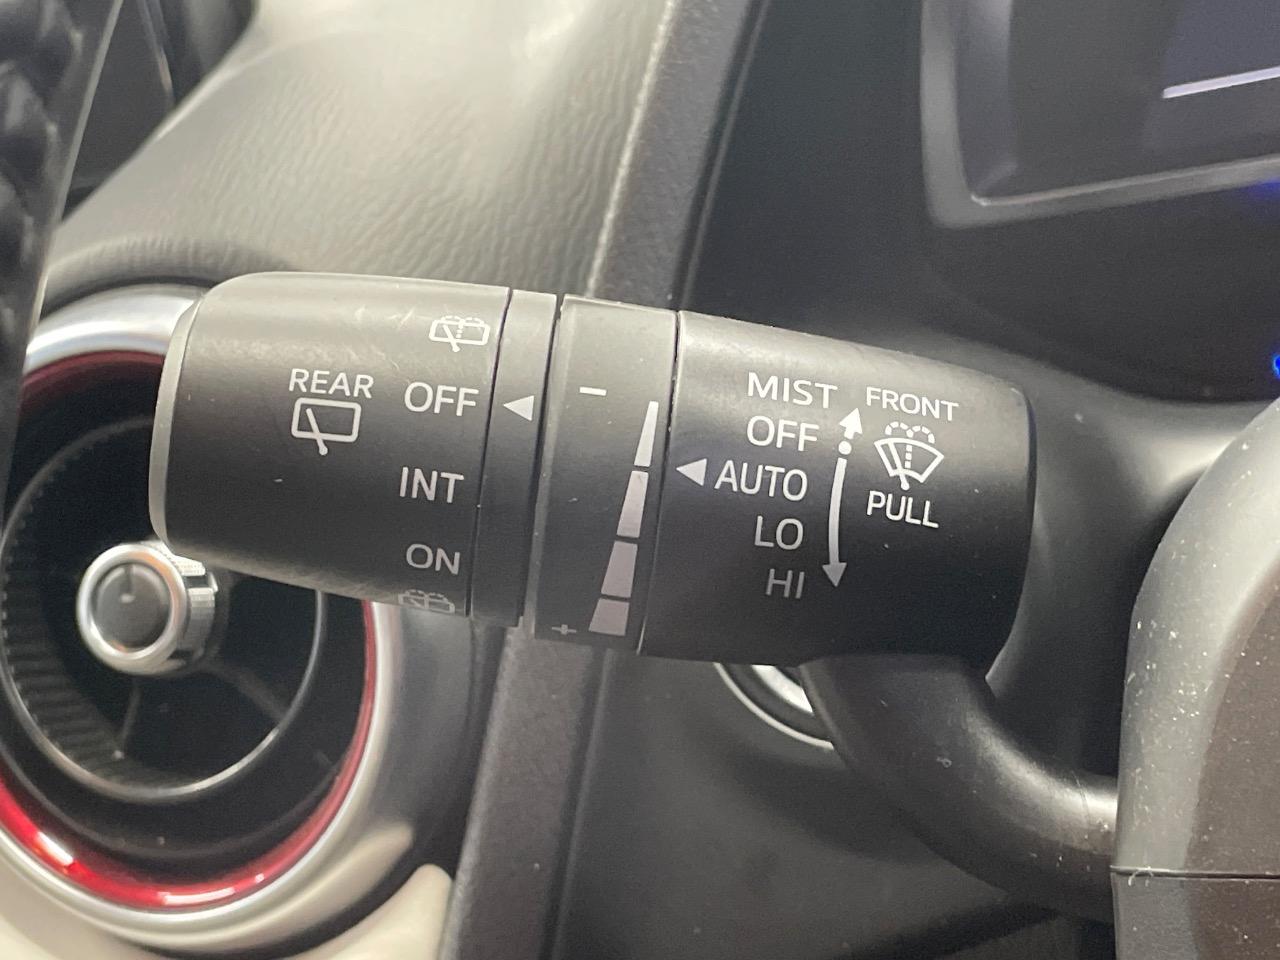 REAR
OFF
INT
ON
−
+
MIST
OFF
AUTO
LO
HI
FRONT
PULL